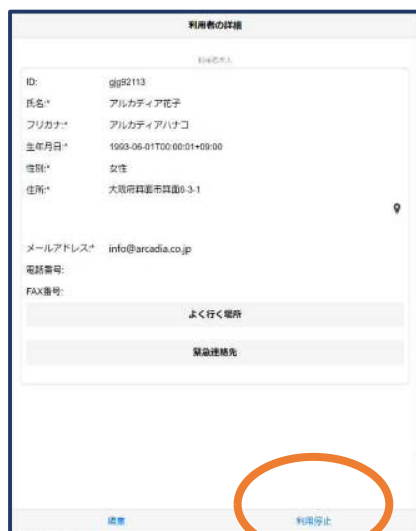 利用者の詳細
利用者本人
ID: gjg92113
氏名:* アルカディア花子
フリガナ:* アルカディアハナコ
生年月日:* 1993-06-01T00:00:01+09:00
性別:* 女性
住所:* 大阪府箕面市箕面6-3-1
メールアドレス:* info@arcadia.co.jp
電話番号:
FAX番号:
よく行く場所
緊急連絡先
編集 利用停止